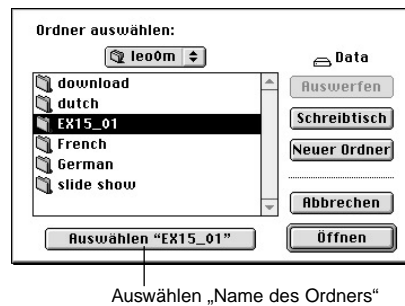 Ordner auswählen:
leo0m
Data
download
dutch
EX15_01
French
German
slide show
Auswerfen
Schreibtisch
Neuer Ordner
Abbrechen
Öffnen
Auswählen “EX15_01”
Auswählen „Name des Ordners“